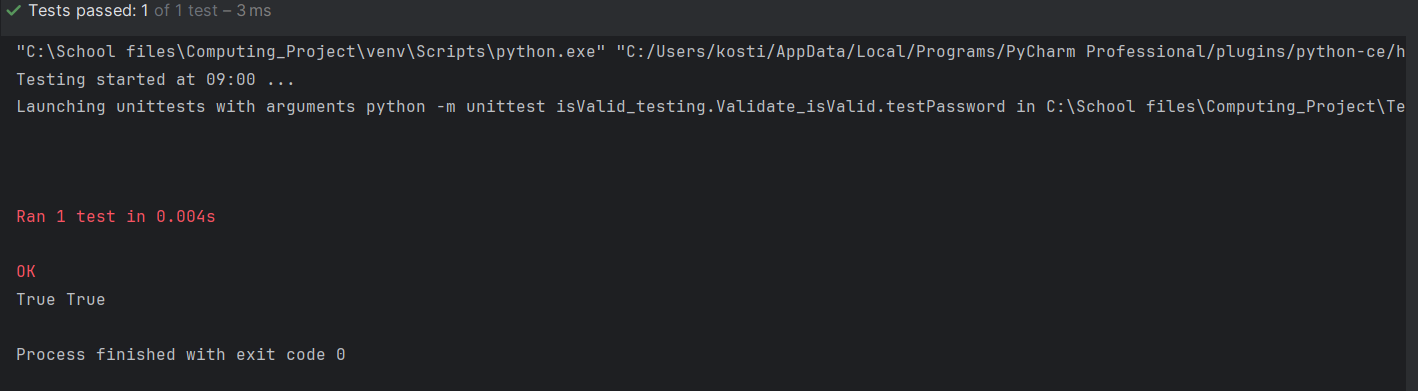 Tests passed: 1 of 1 test – 3 ms
"C:\School files\Computing_Project\venv\Scripts\python.exe" "C:/Users/kosti/AppData/Local/Programs/PyCharm Professional/plugins/python-ce/h
Testing started at 09:00 ...
Launching unittests with arguments python -m unittest isValid_testing.Validate_isValid.testPassword in C:\School files\Computing_Project\Te
Ran 1 test in 0.004s
OK
True True
Process finished with exit code 0